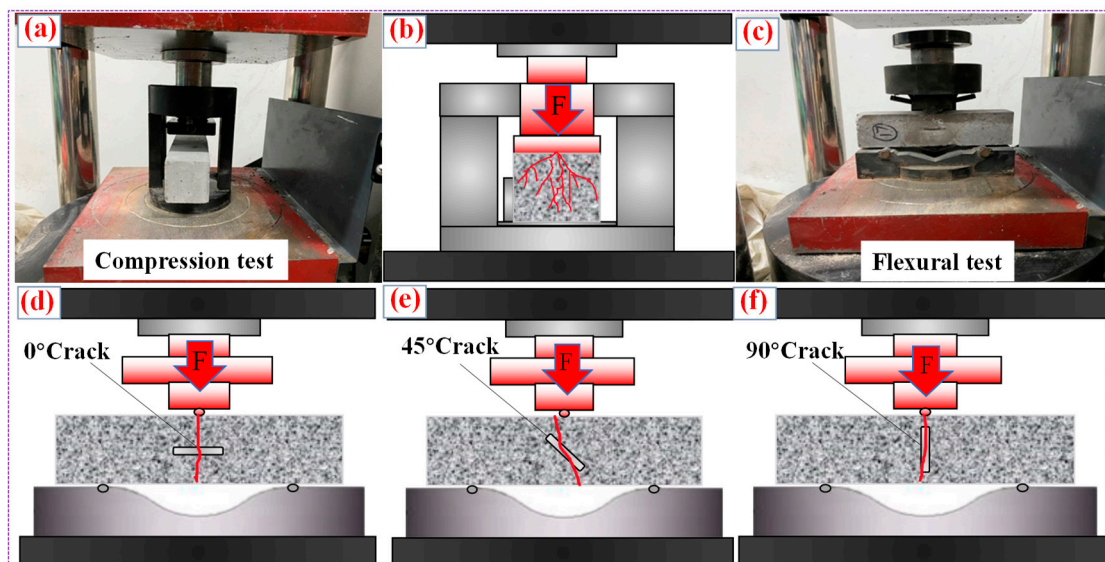 (a)
Compression test
(b)
F
(c)
Flexural test
(d)
0°Crack
F
(e)
45°Crack
F
(f)
90°Crack
F